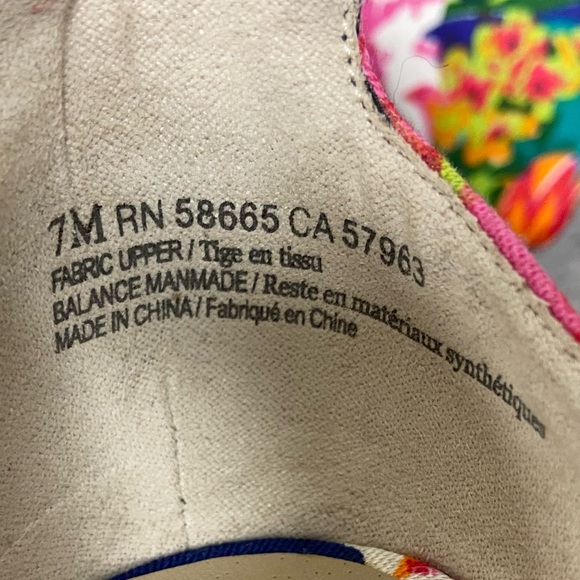 7M RN 58665 CA 57963
FABRIC UPPER / Tige en tissu
BALANCE MANMADE / Reste en matériaux synthétiques
MADE IN CHINA / Fabriqué en Chine